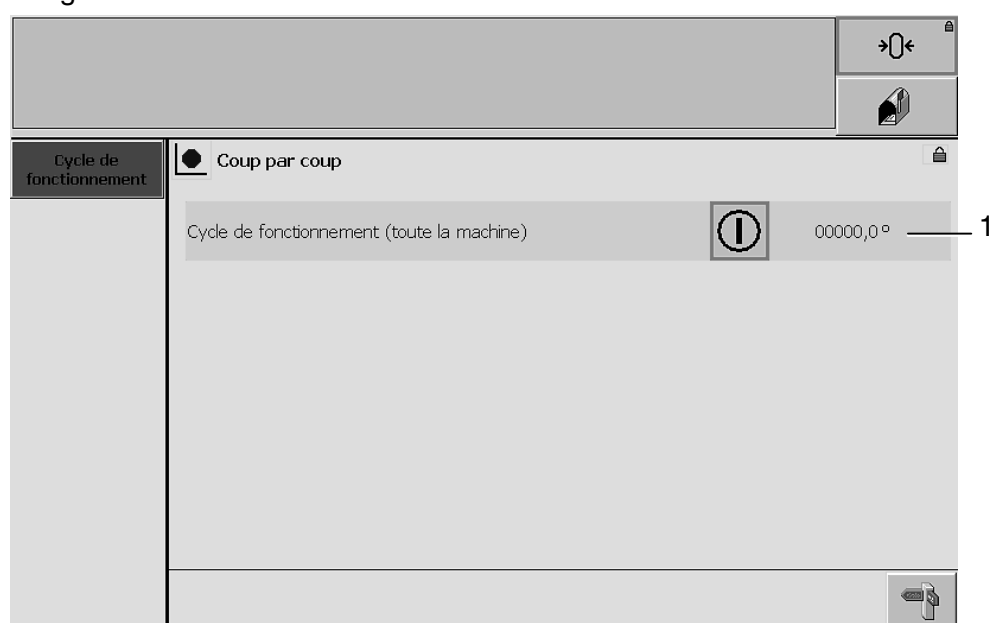 Cycle de
fonctionnement
Coup par coup
Cycle de fonctionnement (toute la machine)
00000,0 °
1